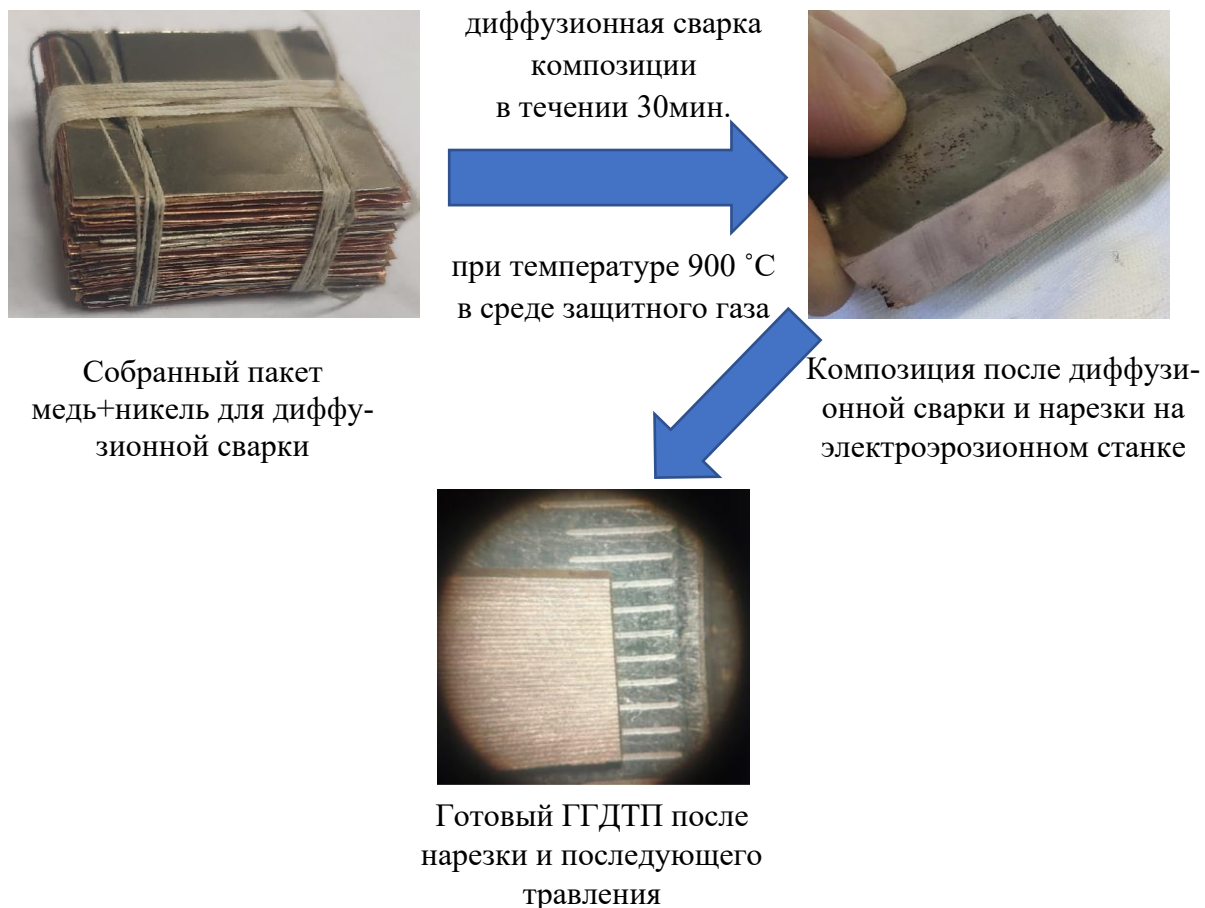 диффузионная сварка
композиции
в течении 30мин.
при температуре 900 ˚С
в среде защитного газа
Собранный пакет
медь+никель для диффу-
зионной сварки
Композиция после диффузи-
онной сварки и нарезки на
электроэрозионном станке
Готовый ГГДТП после
нарезки и последующего
травления